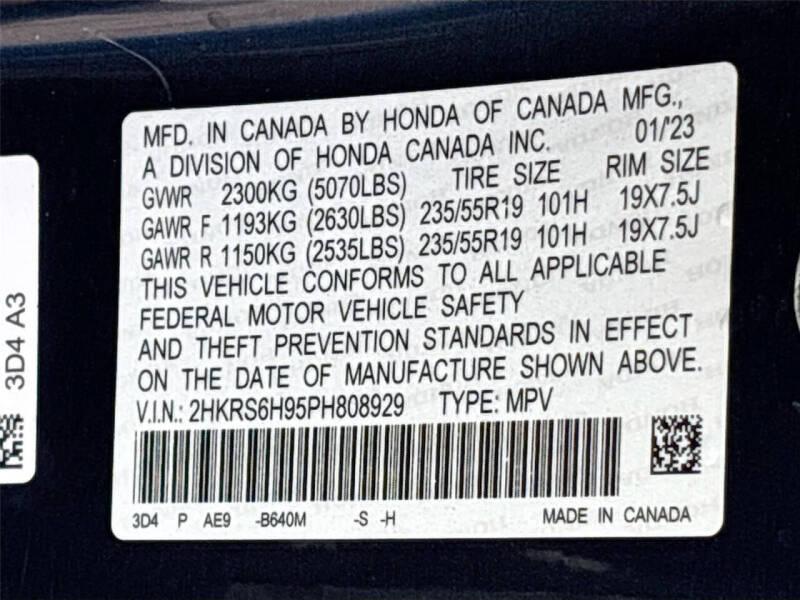 MFD. IN CANADA BY HONDA OF CANADA MFG.,
A DIVISION OF HONDA CANADA INC. 01/'23
GVWR 2300KG (5070LBS) TIRE SIZE RIM SIZE
GAWR F 1193KG (2630LBS) 235/55R19 101H 19X7.5J
GAWR R 1150KG (2535LBS) 235/55R19 101H 19X7.5J
THIS VEHICLE CONFORMS TO ALL APPLICABLE
FEDERAL MOTOR VEHICLE SAFETY
AND THEFT PREVENTION STANDARDS IN EFFECT
ON THE DATE OF MANUFACTURE SHOWN ABOVE.
V.I.N.: 2HKRS6H95PH808929 TYPE: MPV
3D4 P AE9 -B640M -S -H MADE IN CANADA
3D4 A3